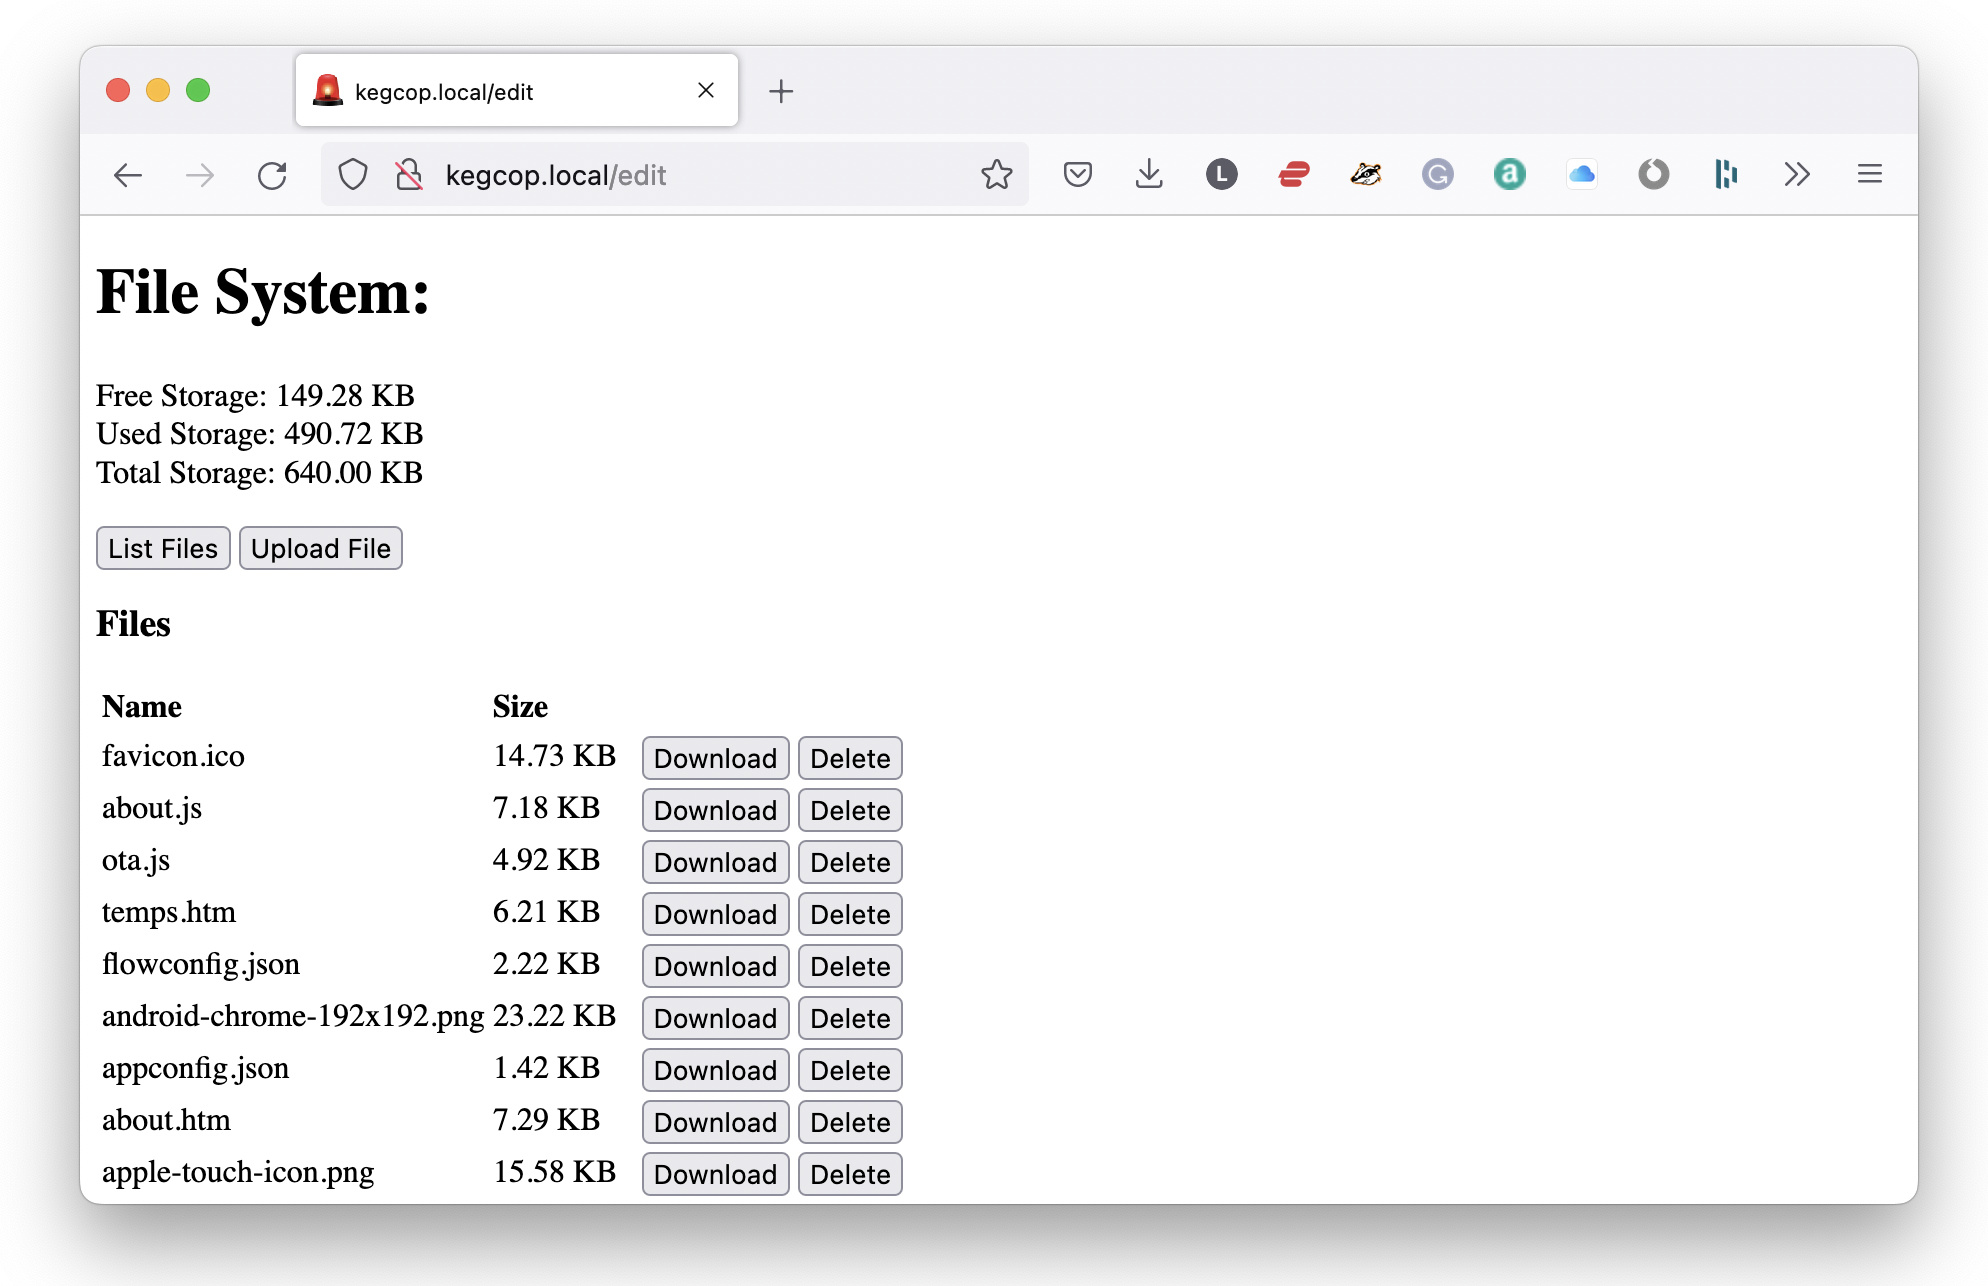 kegcop.local/edit
kegcop.local/edit
File System:
Free Storage: 149.28 KB
Used Storage: 490.72 KB
Total Storage: 640.00 KB
List Files Upload File
Files
Name Size
favicon.ico 14.73 KB Download Delete
about.js 7.18 KB Download Delete
ota.js 4.92 KB Download Delete
temps.htm 6.21 KB Download Delete
flowconfig.json 2.22 KB Download Delete
android-chrome-192x192.png 23.22 KB Download Delete
appconfig.json 1.42 KB Download Delete
about.htm 7.29 KB Download Delete
apple-touch-icon.png 15.58 KB Download Delete